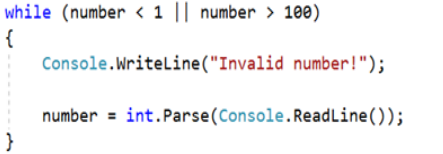 while (number < 1 || number > 100)
{
    Console.WriteLine("Invalid number!");
    number = int.Parse(Console.ReadLine());
}